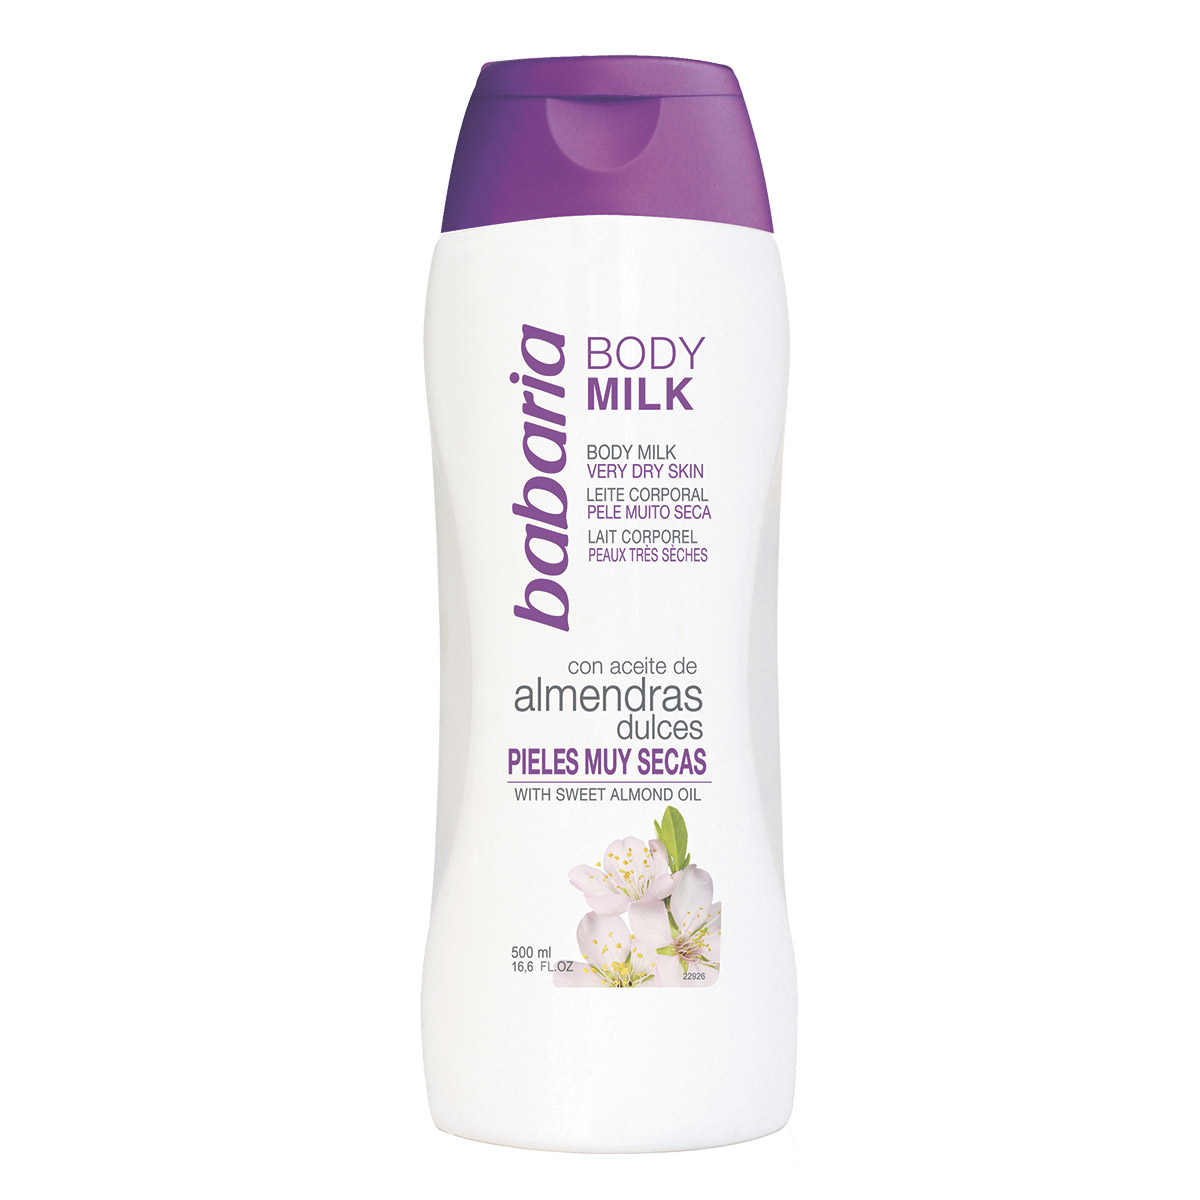 babaria
BODY
MILK
BODY MILK
VERY DRY SKIN
LEITE CORPORAL
PELE MUITO SECA
LAIT CORPOREL
PEAUX TRÈS SÈCHES
con aceite de
almendras
dulces
PIELES MUY SECAS
WITH SWEET ALMOND OIL
500 ml
16,6 FL.OZ
22926